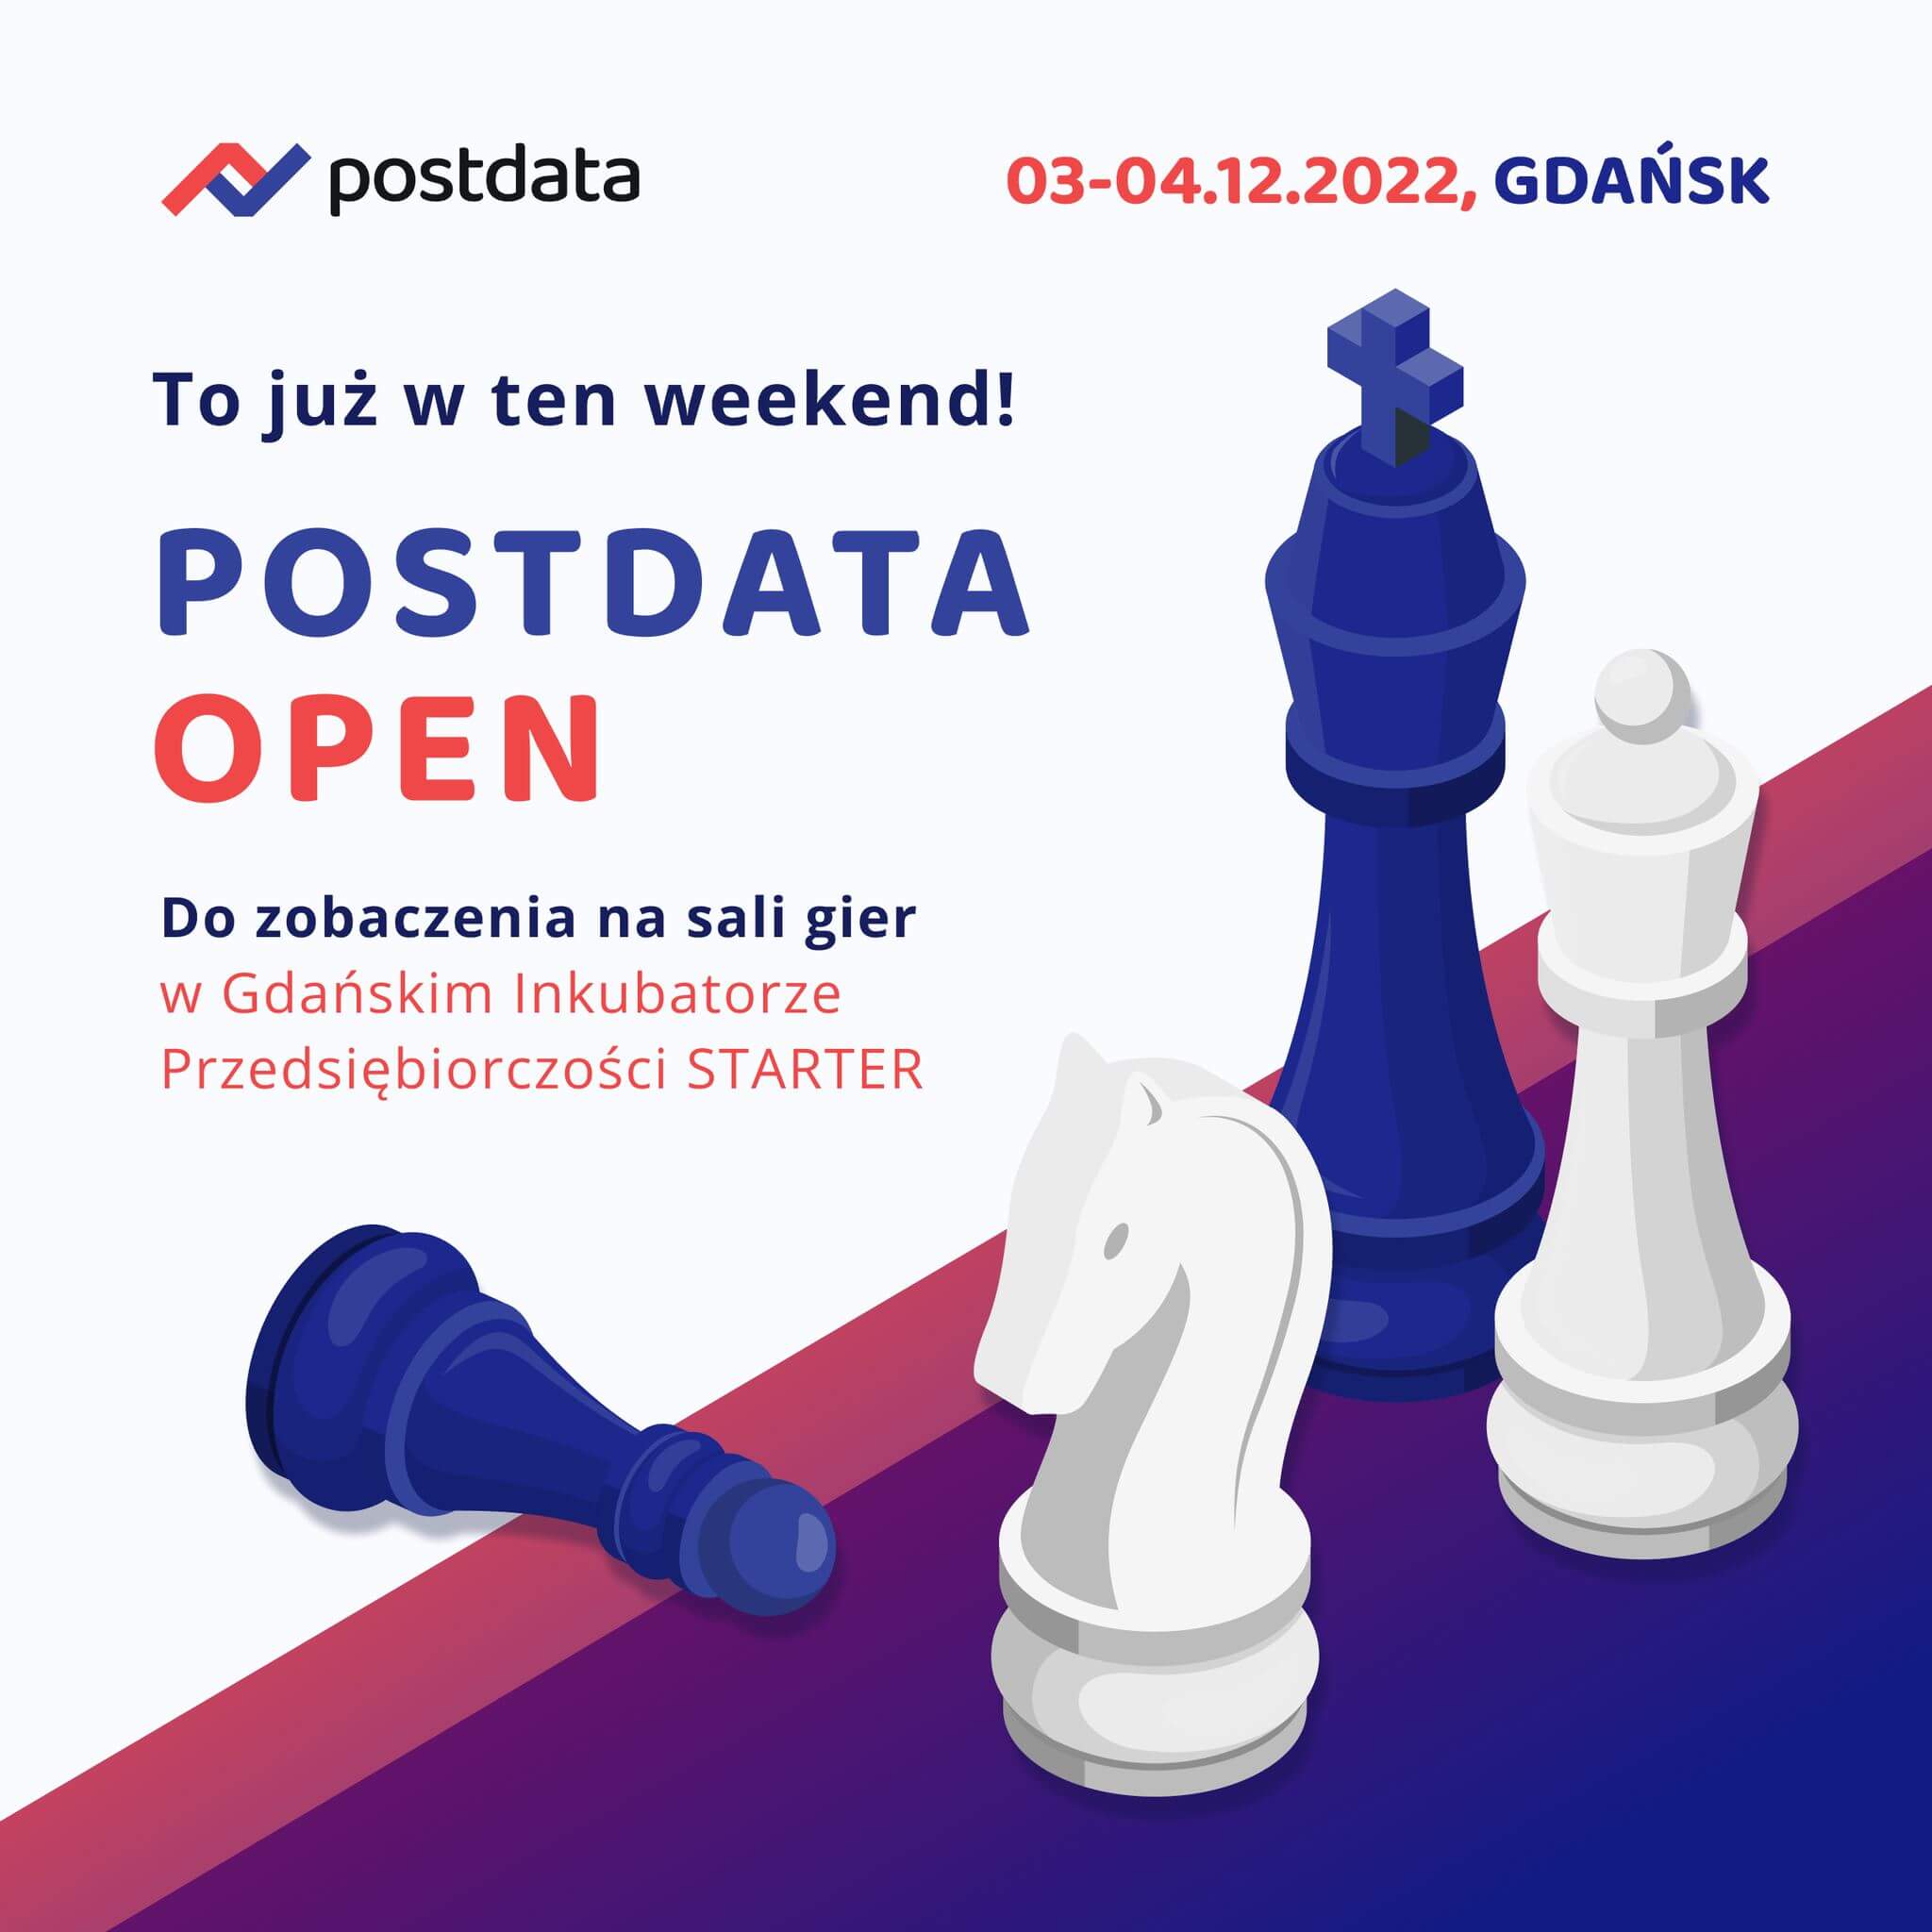 postdata
03-04.12.2022, GDAŃSK
To już w ten weekend!
POSTDATA
OPEN
Do zobaczenia na sali gier
w Gdańskim Inkubatorze
Przedsiębiorczości STARTER